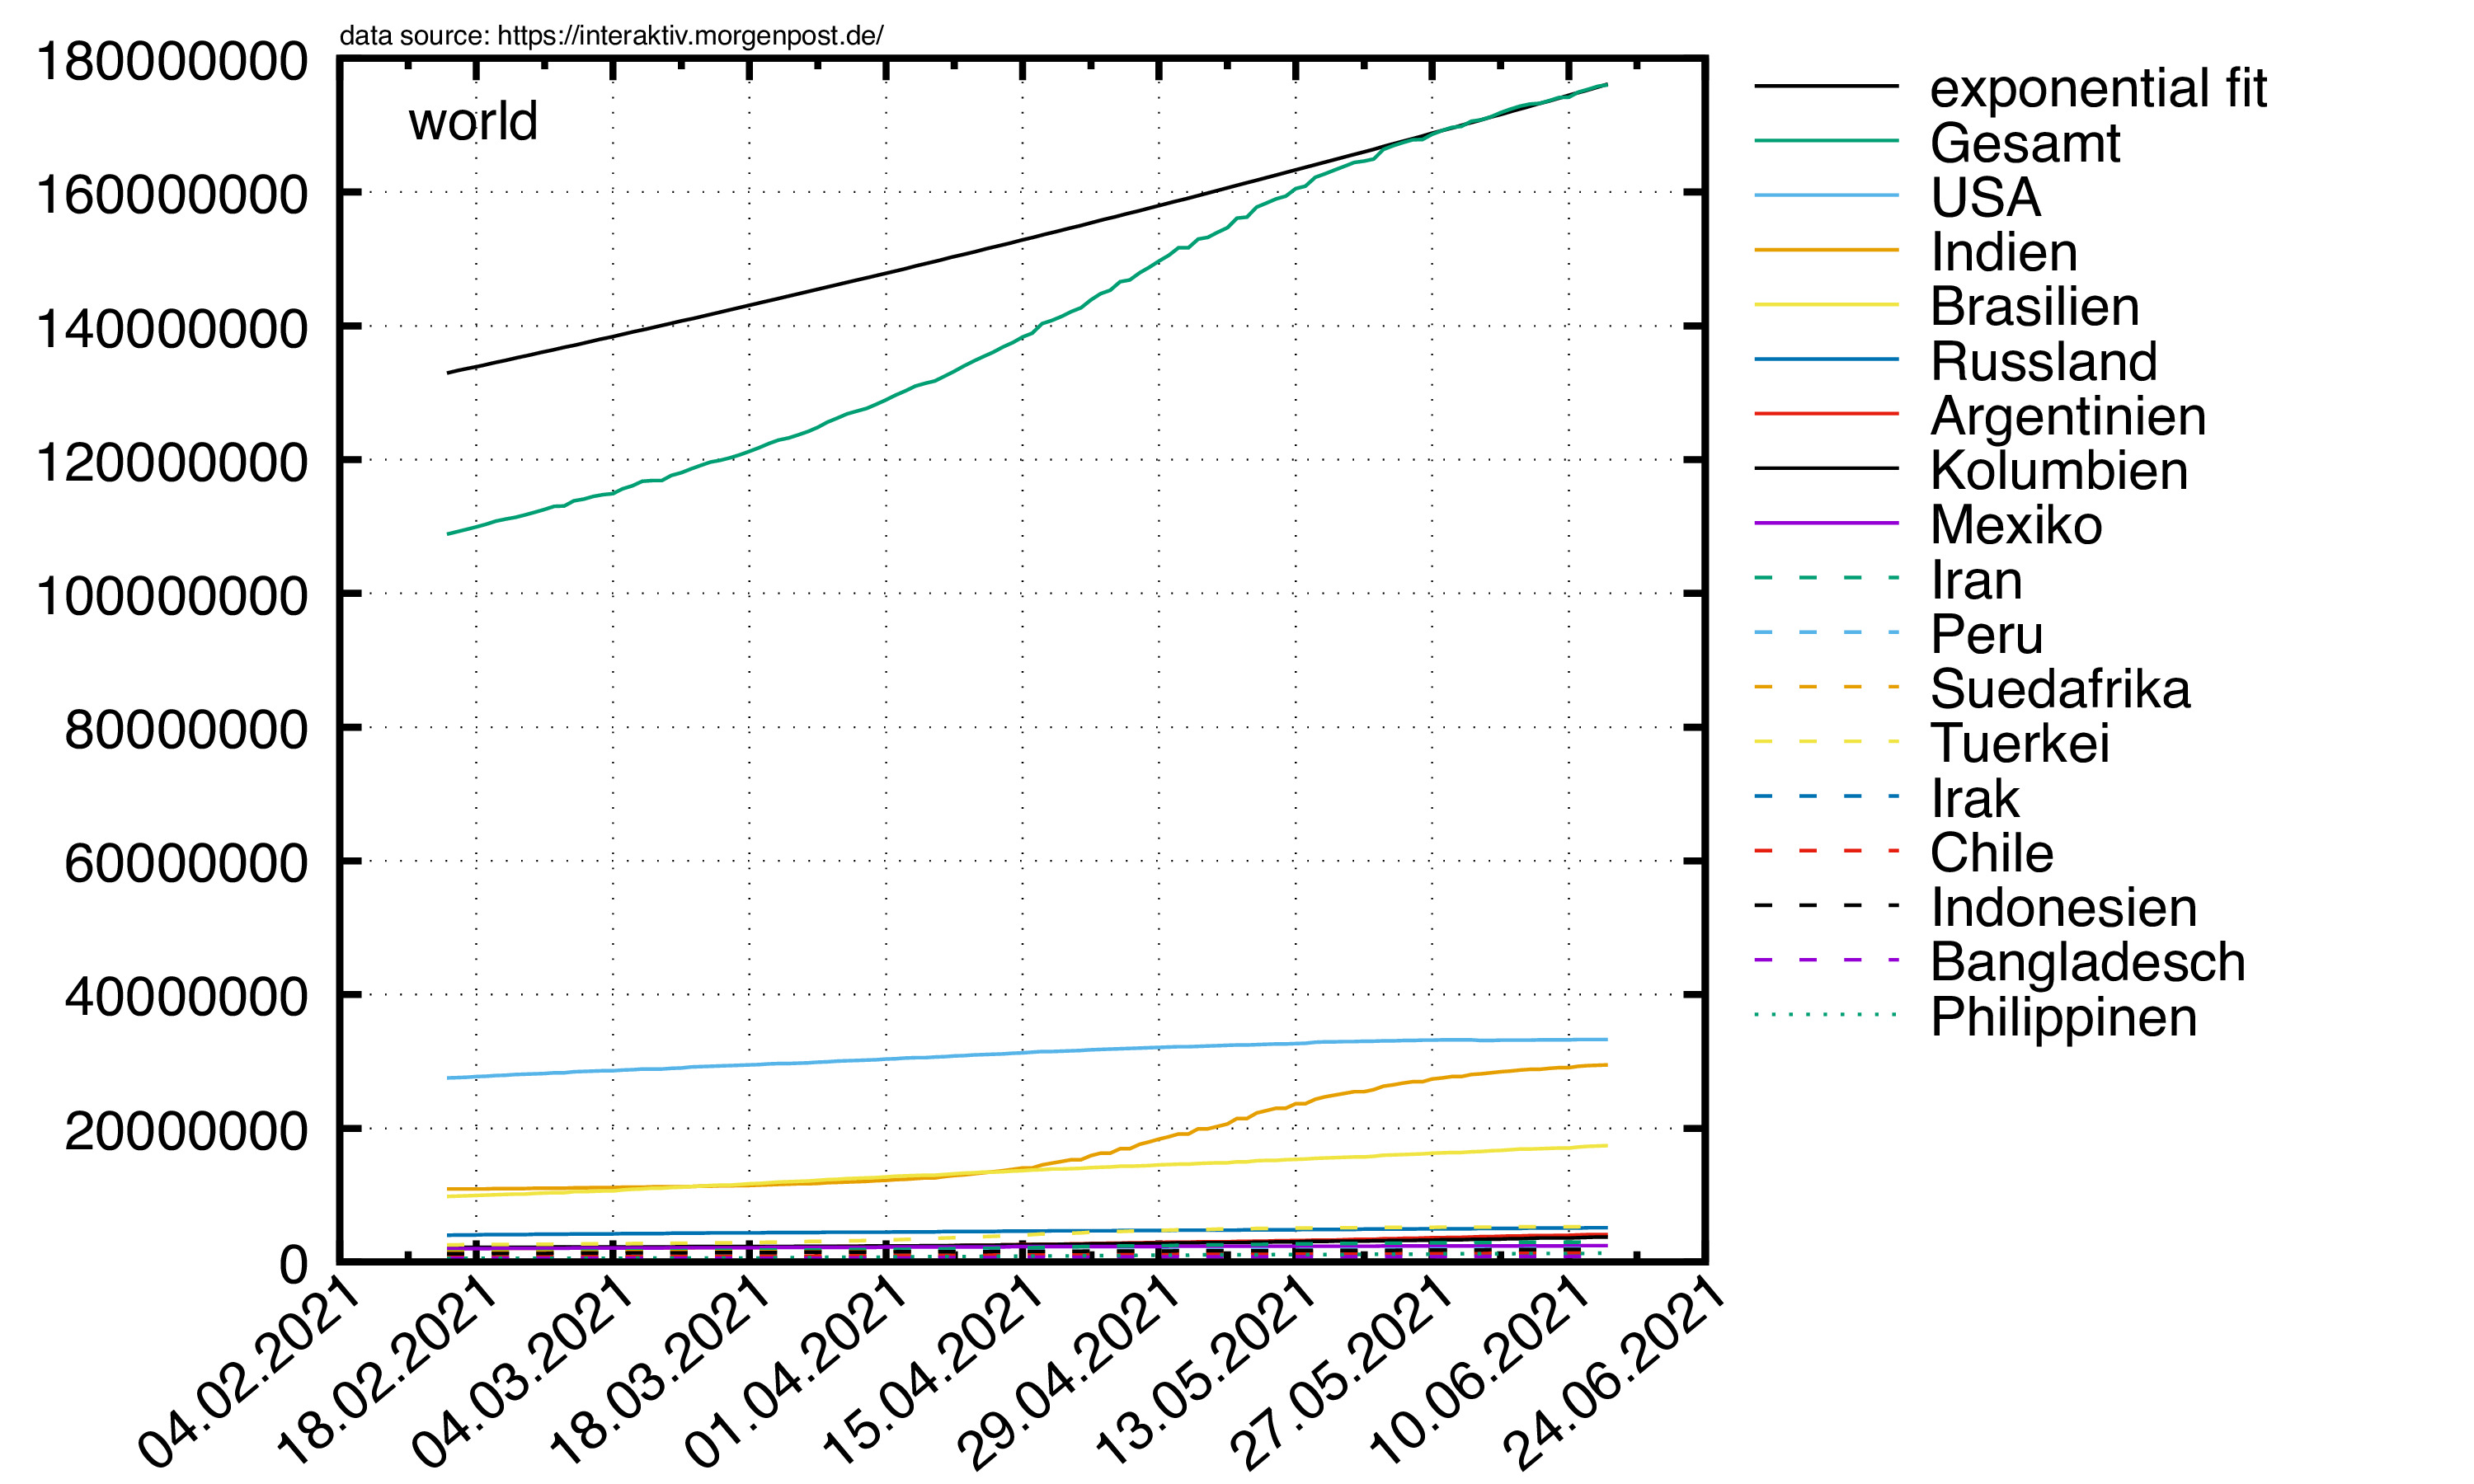 data source: https://interaktiv.morgenpost.de/
180000000
160000000
140000000
120000000
100000000
80000000
60000000
40000000
20000000
0
world
04.02.2021
18.02.2021
04.03.2021
18.03.2021
01.04.2021
15.04.2021
29.04.2021
13.05.2021
27.05.2021
10.06.2021
24.06.2021
exponential fit
Gesamt
USA
Indien
Brasilien
Russland
Argentinien
Kolumbien
Mexiko
Iran
Peru
Suedafrika
Tuerkei
Irak
Chile
Indonesien
Bangladesch
Philippinen